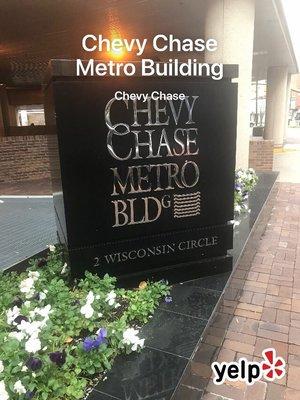 Chevy Chase
Metro Building
Chevy Chase
CHEVY
CHASE
METRO
BLDG
2 WISCONSIN CIRCLE
yelp